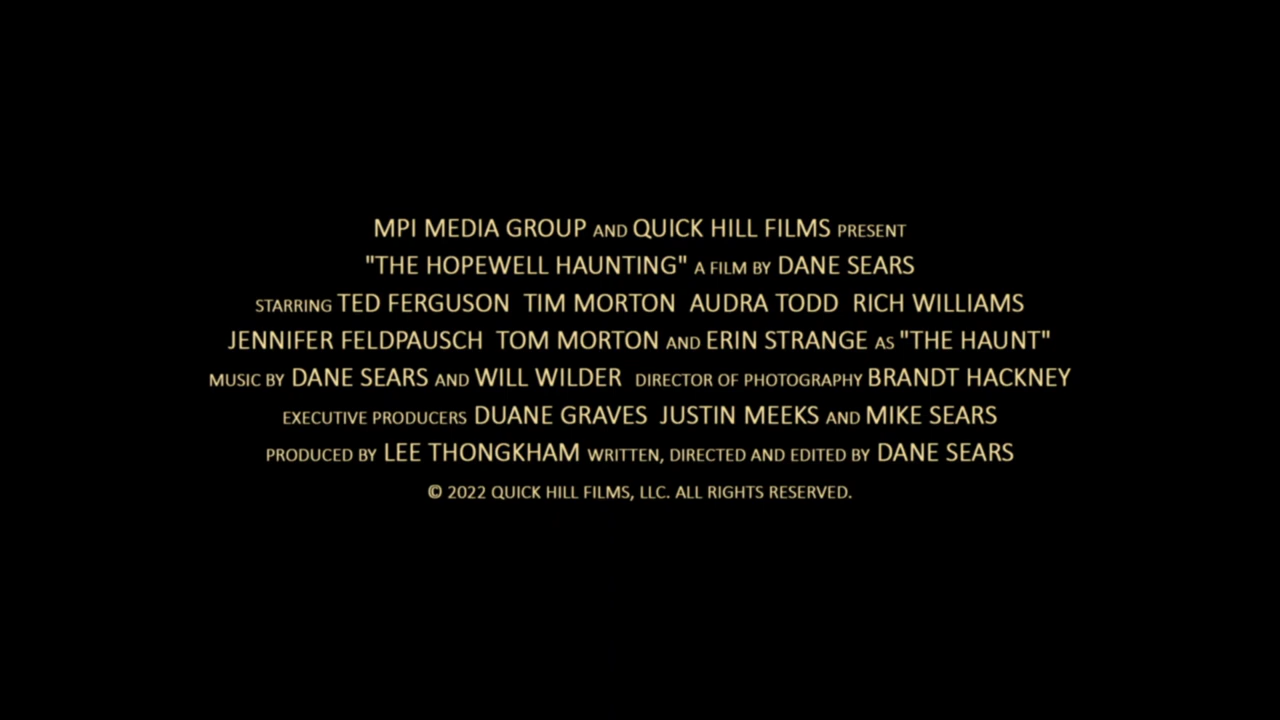 MPI MEDIA GROUP AND QUICK HILL FILMS PRESENT
"THE HOPEWELL HAUNTING" A FILM BY DANE SEARS
STARRING TED FERGUSON TIM MORTON AUDRA TODD RICH WILLIAMS
JENNIFER FELDPAUSCH TOM MORTON AND ERIN STRANGE AS "THE HAUNT"
MUSIC BY DANE SEARS AND WILL WILDER DIRECTOR OF PHOTOGRAPHY BRANDT HACKNEY
EXECUTIVE PRODUCERS DUANE GRAVES JUSTIN MEEKS AND MIKE SEARS
PRODUCED BY LEE THONGKHAM WRITTEN, DIRECTED AND EDITED BY DANE SEARS
© 2022 QUICK HILL FILMS, LLC. ALL RIGHTS RESERVED.